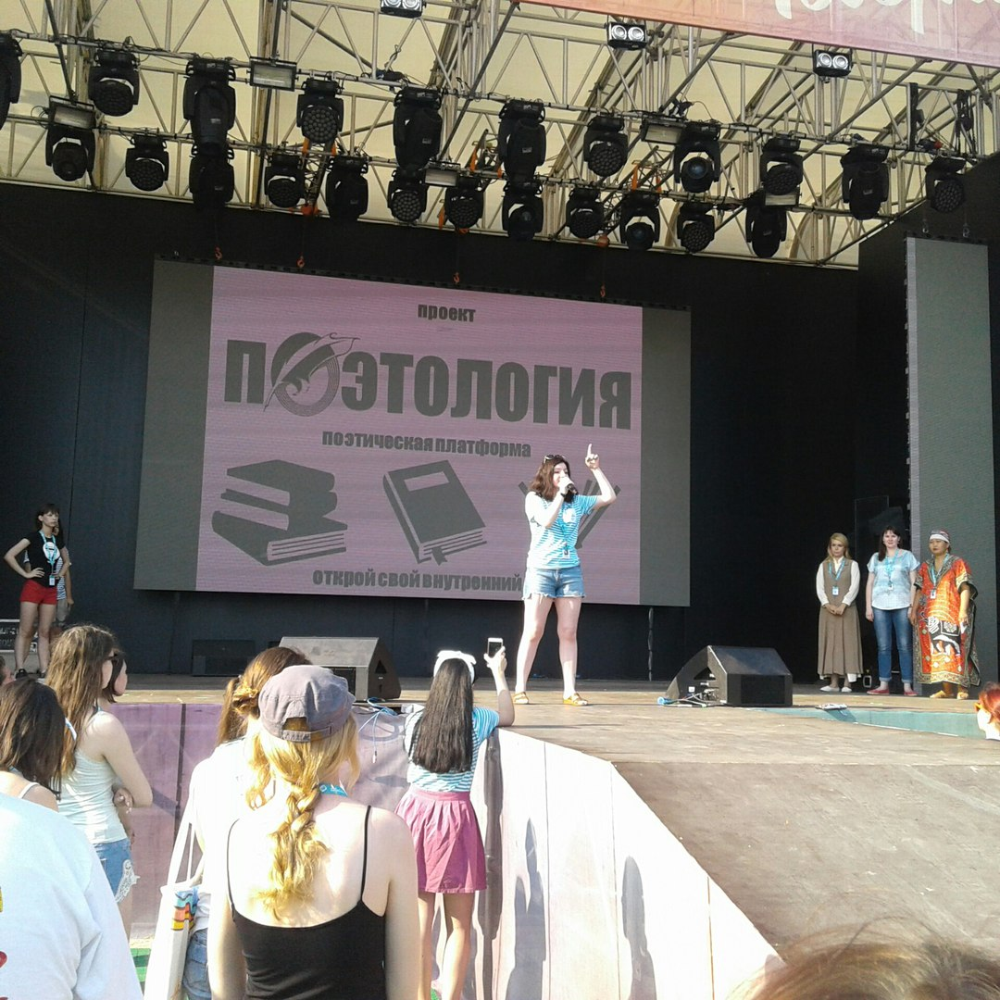 проект
поэтология
поэтическая платформа
открой свой внутренний